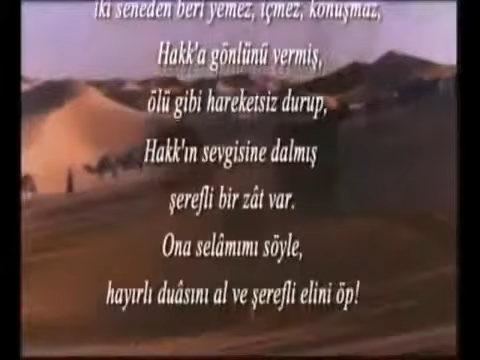 iki seneden beri yemez, içmez, konuşmaz,
Hakk'a gönlünü vermiş,
ölü gibi hareketsiz durup,
Hakk'ın sevgisine dalmış
şerefli bir zât var.
Ona selâmımı söyle,
hayırlı duâsını al ve şerefli elini öp!